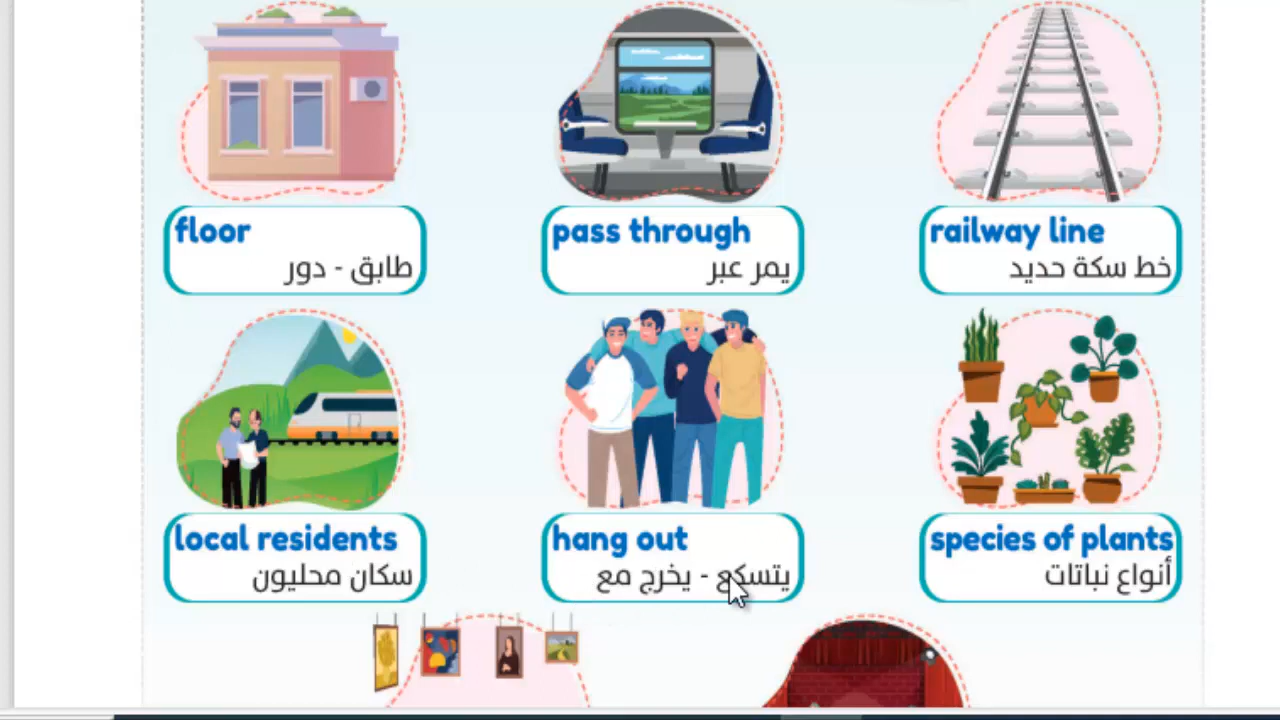 floor
طابق - دور
pass through
يمر عبر
railway line
خط سكة حديد
local residents
سكان محليون
hang out
يتسكع - يخرج مع
species of plants
أنواع نباتات